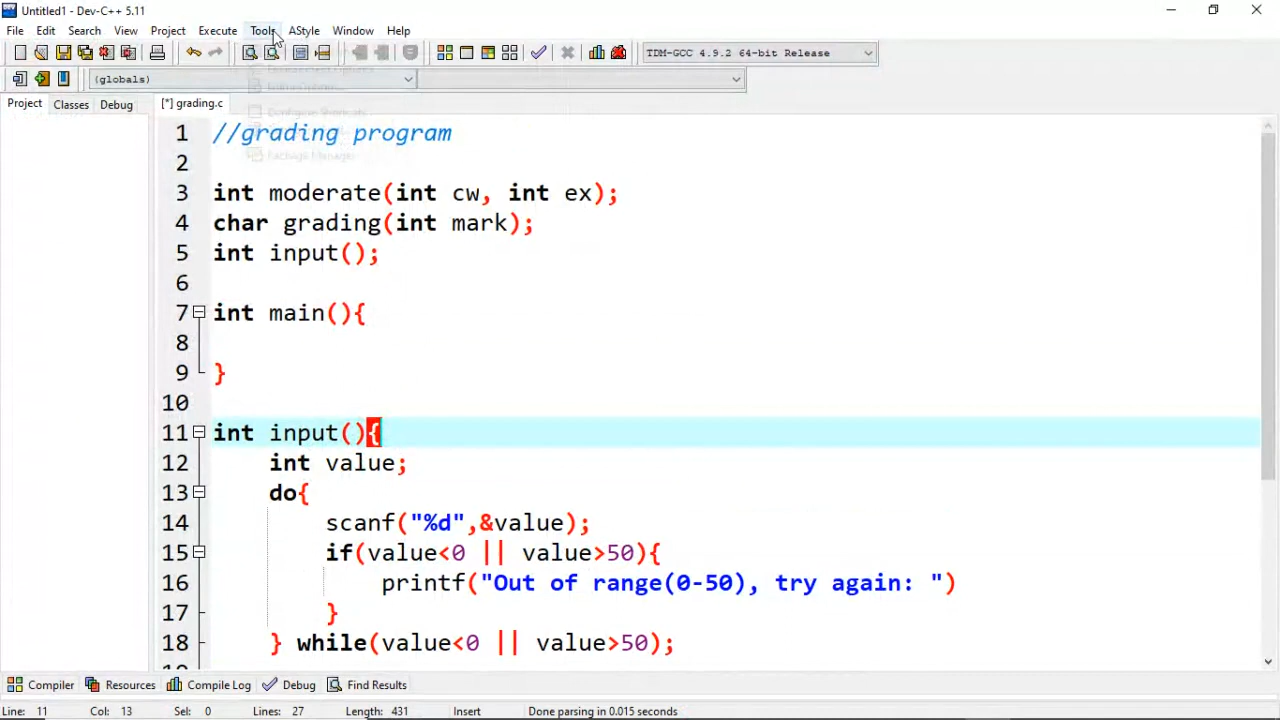 Untitled1 - Dev-C++ 5.11
File Edit Search View Project Execute Tools AStyle Window Help
TDM-GCC 4.9.2 64-bit Release
(globals)
Project Classes Debug [*] grading.c
Configure Shortcuts
Package Manager
1 //grading program
2
3 int moderate(int cw, int ex);
4 char grading(int mark);
5 int input();
6
7 int main(){
8
9 }
10
11 int input(){
12 int value;
13 do{
14 scanf("%d",&value);
15 if(value<0 || value>50){
16 printf("Out of range(0-50), try again: ")
17 }
18 } while(value<0 || value>50);
Compiler Resources Compile Log Debug Find Results
Line: 11 Col: 13 Sel: 0 Lines: 27 Length: 431 Insert Done parsing in 0.015 seconds